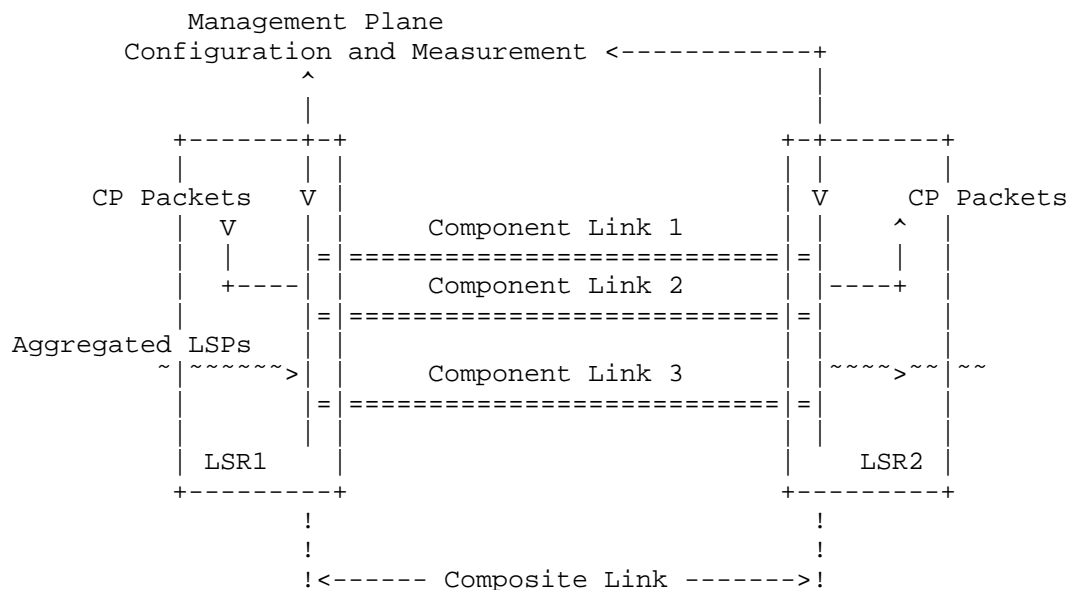 Management Plane
Configuration and Measurement <------------+
^ |
| |
+-------+-+ +-+-------+
| | | | | |
CP Packets V | | V CP Packets
| V | | Component Link 1 | | ^ |
| | |=|===========================|=| | |
| +----| | Component Link 2 | |----+ |
| |=|===========================|=| |
Aggregated LSPs | | | | |
~|~~~~~~>| | Component Link 3 | |~~~~>~~|~~
| |=|===========================|=| |
| | | | | |
| LSR1 | | LSR2 |
+---------+ +---------+
! !
! !
!<------ Composite Link ------->!